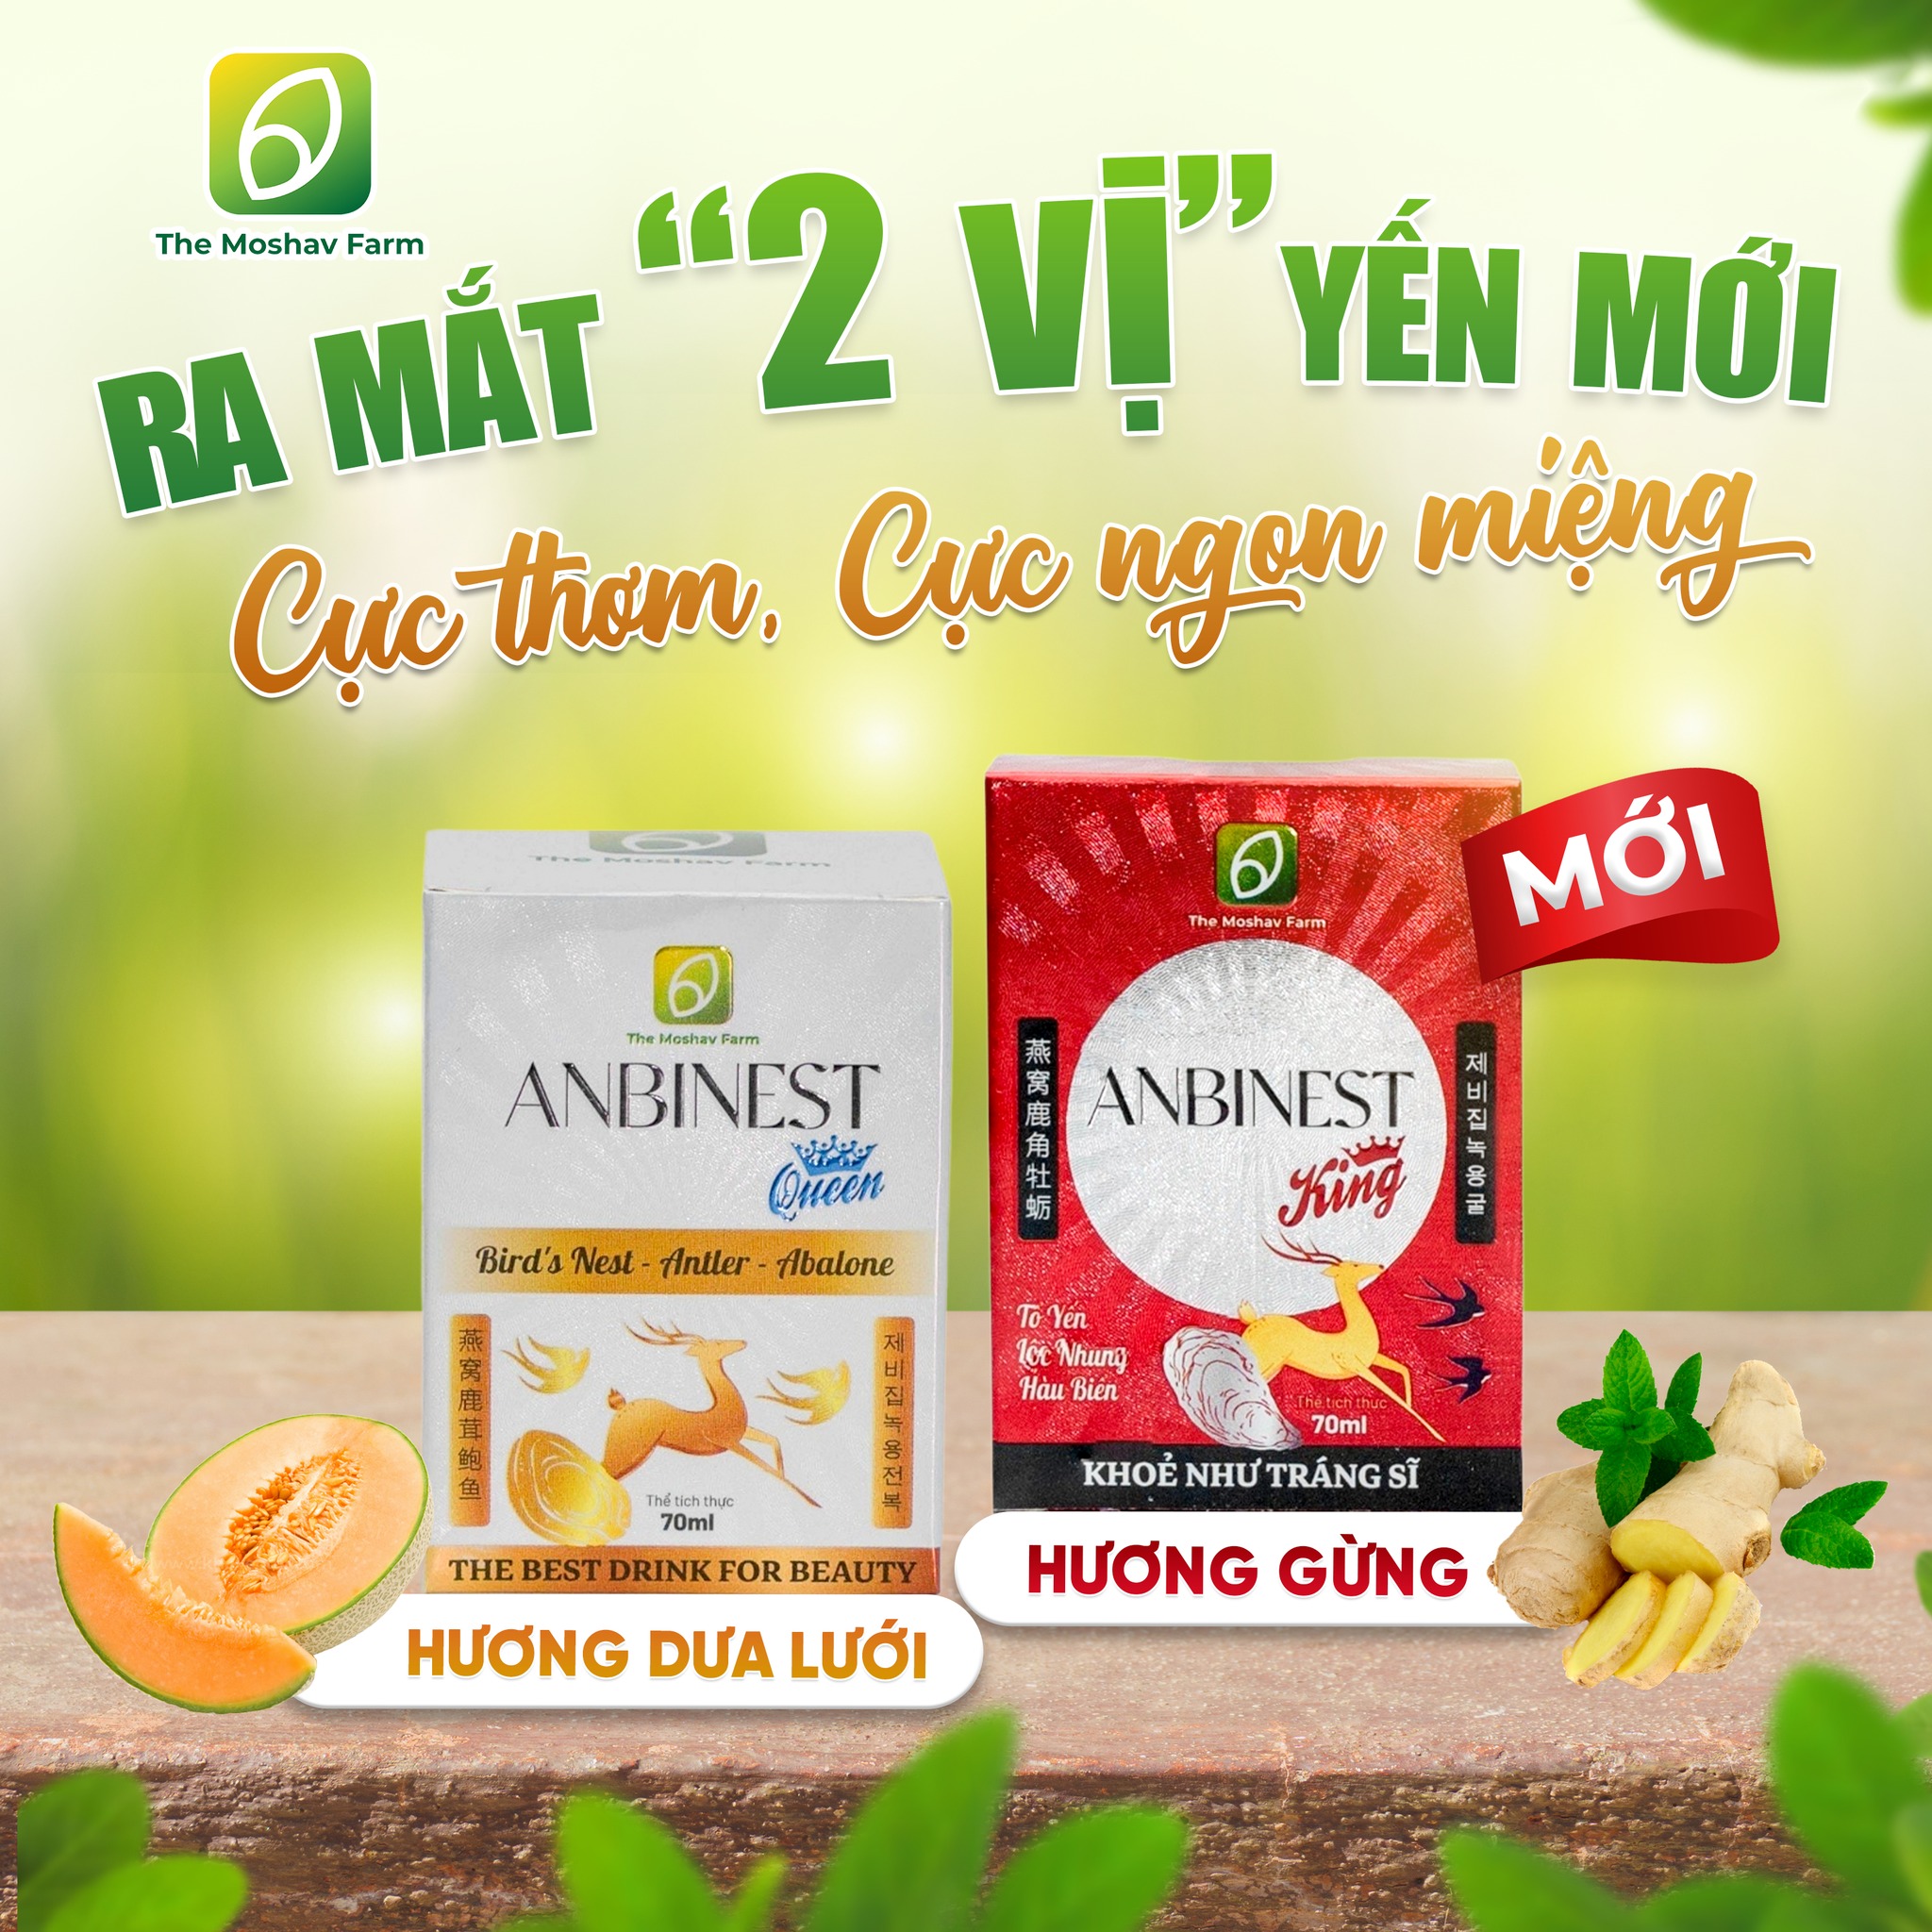 The Moshav Farm
RA MẮT "2 VỊ" YẾN MỚI
Cực thơm, Cực ngon miệng
MỚI
The Moshav Farm
The Moshav Farm
ANBINEST
Queen
Bird's Nest - Antler - Abalone
燕窝鹿茸鲍鱼
제비집녹용전복
Thể tích thực
70ml
THE BEST DRINK FOR BEAUTY
HƯƠNG DƯA LƯỚI
The Moshav Farm
燕窝鹿角牡蛎
ANBINEST
King
제비집녹용굴
Tổ Yến
Lộc Nhung
Hàu Biển
Thể tích thực
70ml
KHOẺ NHƯ TRÁNG SĨ
HƯƠNG GỪNG